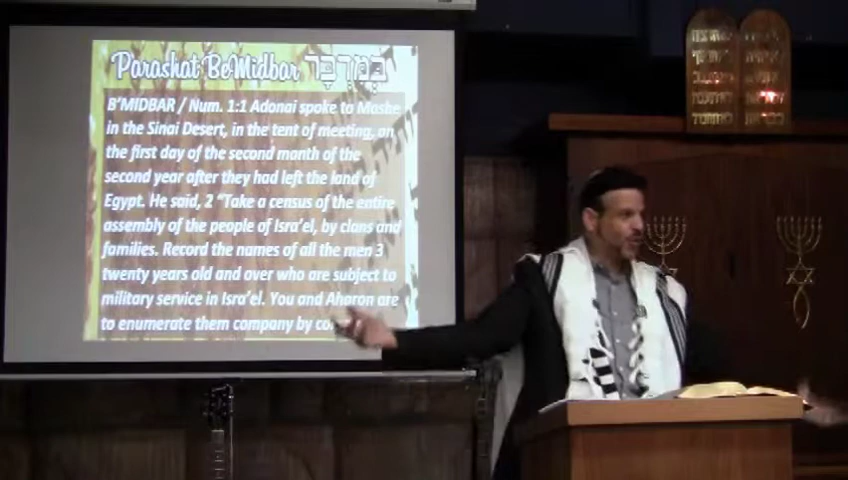 Parashat BeMidbar בְּמִדְבַּר
B'MIDBAR / Num. 1:1 Adonai spoke to Moshe
in the Sinai Desert, in the tent of meeting, on
the first day of the second month of the
second year after they had left the land of
Egypt. He said, 2 "Take a census of the entire
assembly of the people of Isra'el, by clans and
families. Record the names of all the men 3
twenty years old and over who are subject to
military service in Isra'el. You and Aharon are
to enumerate them company by